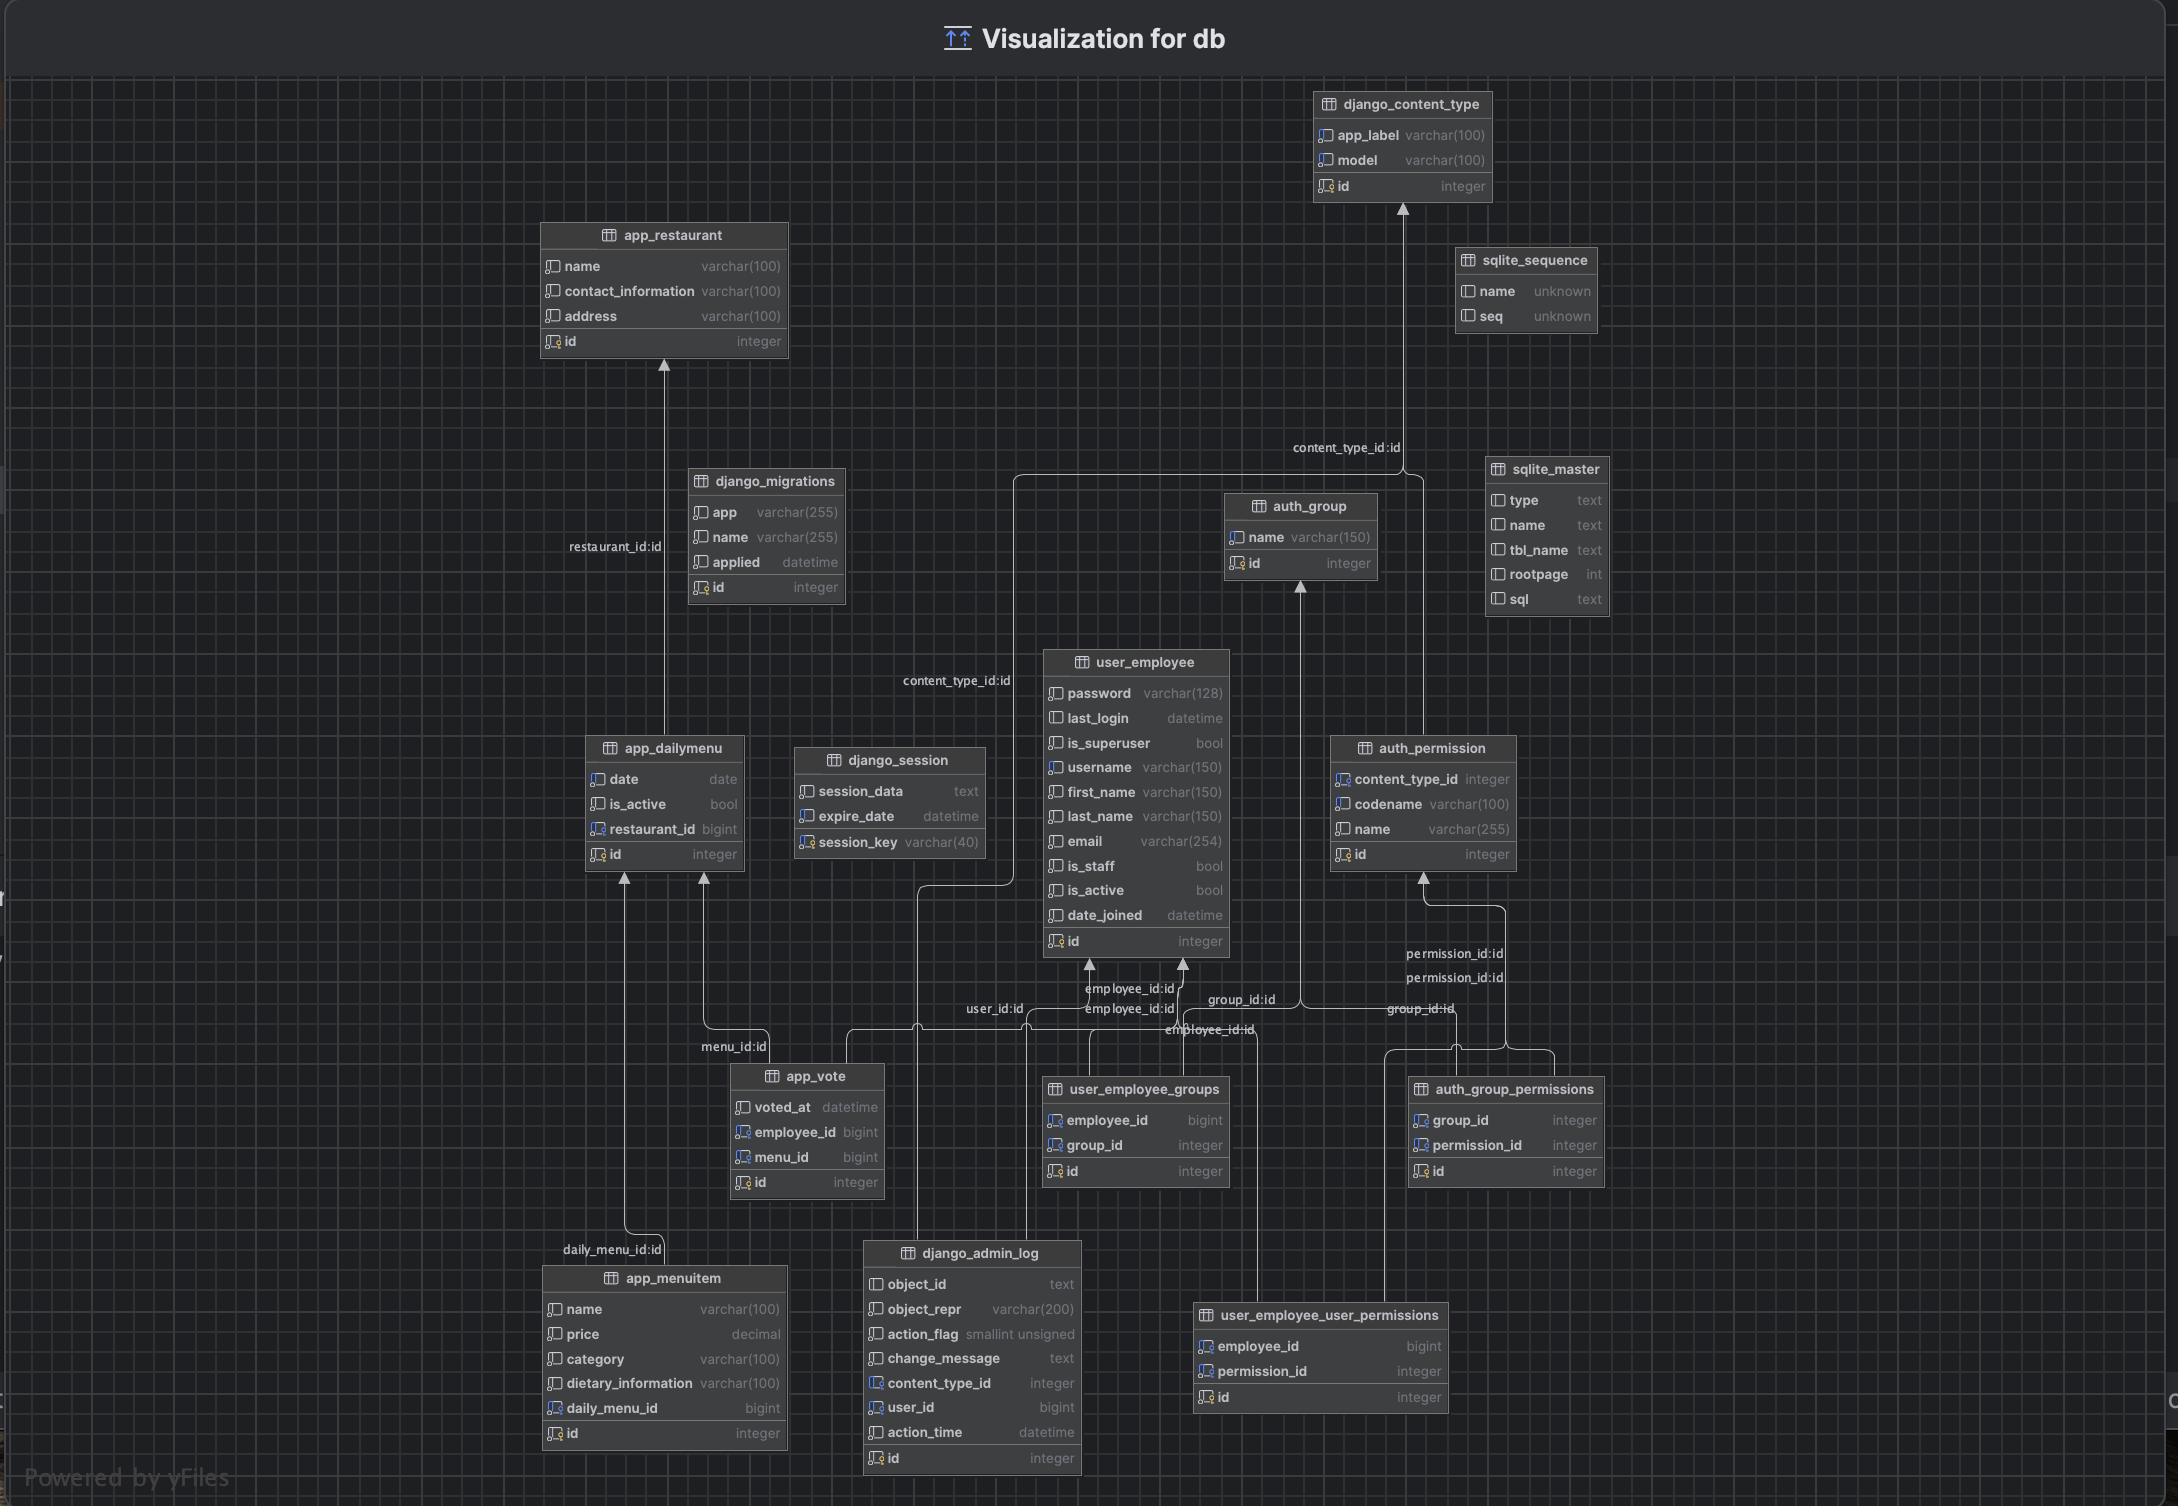 Visualization for db
django_content_type
app_label varchar(100)
model varchar(100)
id integer
app_restaurant
name varchar(100)
contact_information varchar(100)
address varchar(100)
id integer
sqlite_sequence
name unknown
seq unknown
content_type_id:id
django_migrations
app varchar(255)
name varchar(255)
applied datetime
id integer
restaurant_id:id
auth_group
name varchar(150)
id integer
sqlite_master
type text
name text
tbl_name text
rootpage int
sql text
content_type_id:id
user_employee
password varchar(128)
last_login datetime
is_superuser bool
username varchar(150)
first_name varchar(150)
last_name varchar(150)
email varchar(254)
is_staff bool
is_active bool
date_joined datetime
id integer
app_dailymenu
date date
is_active bool
restaurant_id bigint
id integer
django_session
session_data text
expire_date datetime
session_key varchar(40)
auth_permission
content_type_id integer
codename varchar(100)
name varchar(255)
id integer
permission_id:id
permission_id:id
employee_id:id
user_id:id
employee_id:id
group_id:id
group_id:id
employee_id:id
menu_id:id
app_vote
voted_at datetime
employee_id bigint
menu_id bigint
id integer
user_employee_groups
employee_id bigint
group_id integer
id integer
auth_group_permissions
group_id integer
permission_id integer
id integer
daily_menu_id:id
app_menuitem
name varchar(100)
price decimal
category varchar(100)
dietary_information varchar(100)
daily_menu_id bigint
id integer
django_admin_log
object_id text
object_repr varchar(200)
action_flag smallint unsigned
change_message text
content_type_id integer
user_id bigint
action_time datetime
id integer
user_employee_user_permissions
employee_id bigint
permission_id integer
id integer
Powered by yFiles